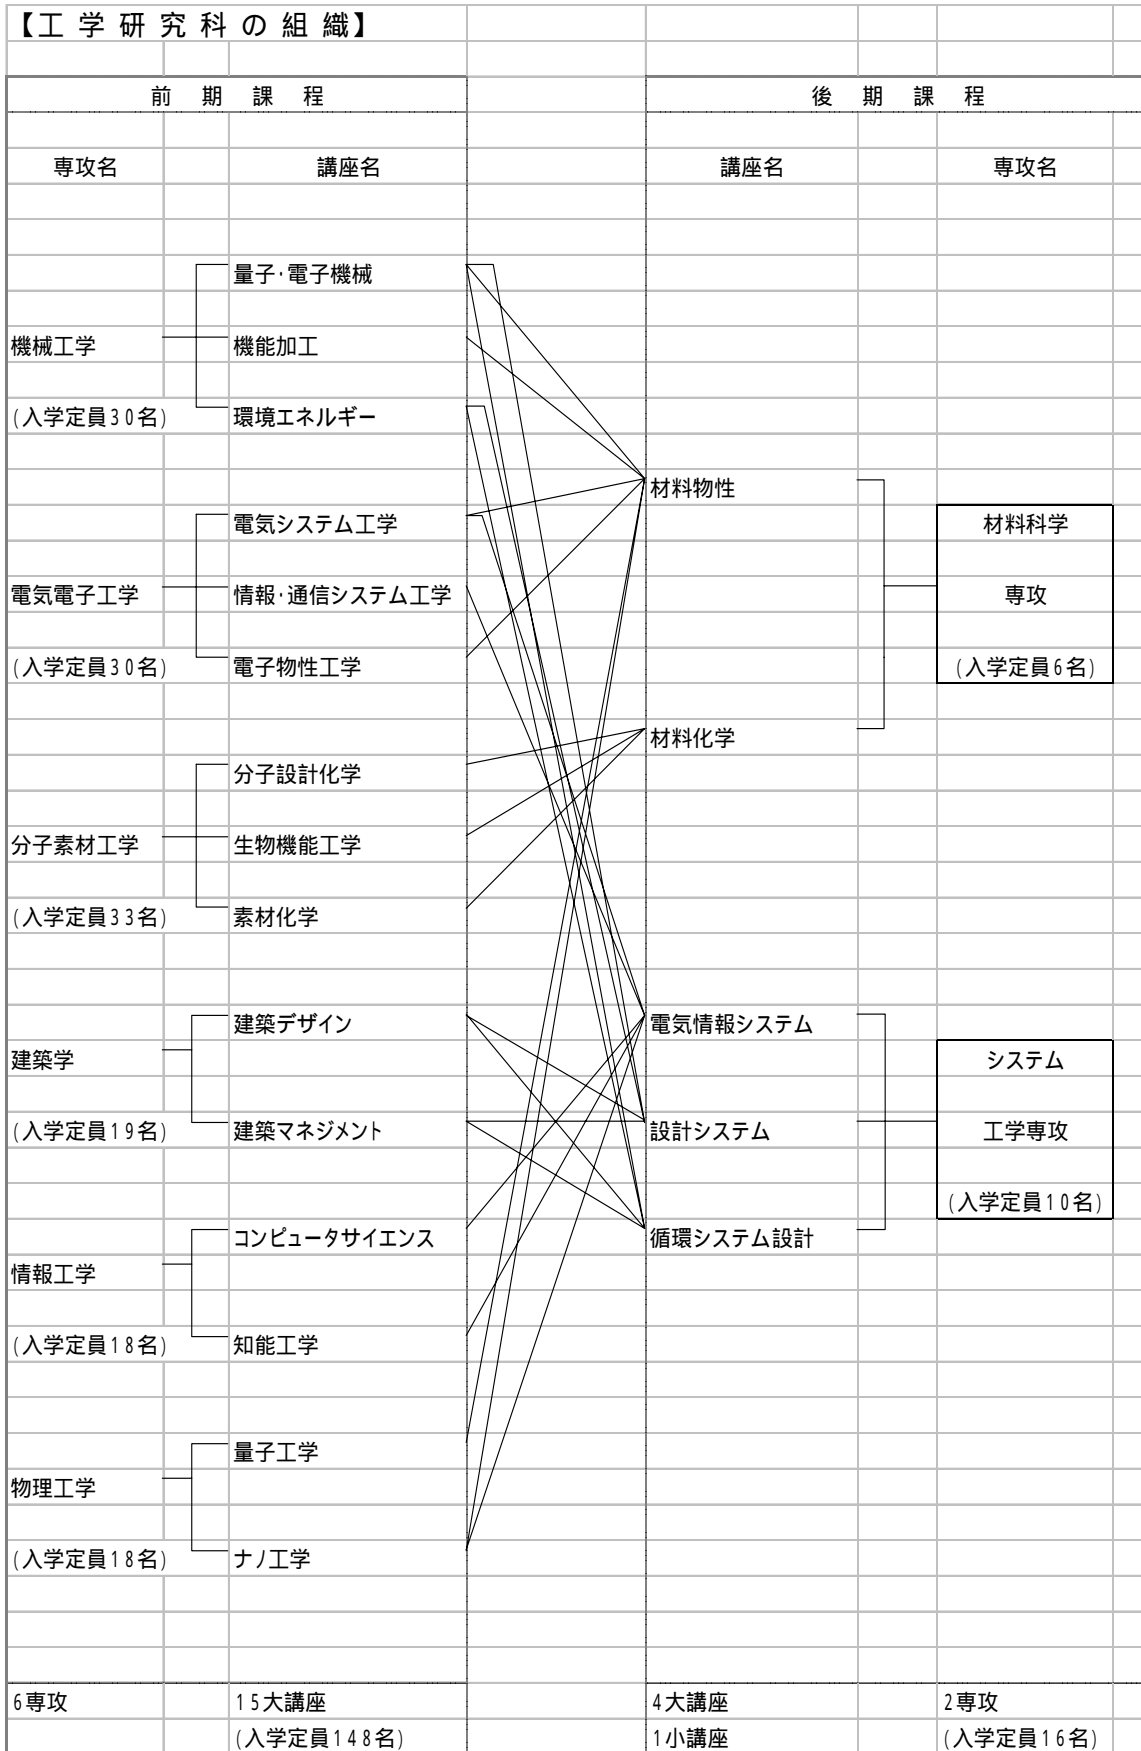 【工学研究科の組織】
前期課程
後期課程
専攻名
講座名
講座名
専攻名
量子・電子機械
機械工学
機能加工
(入学定員30名)
環境エネルギー
材料物性
電気システム工学
材料科学
電気電子工学
情報・通信システム工学
専攻
(入学定員30名)
電子物性工学
(入学定員6名)
材料化学
分子設計化学
分子素材工学
生物機能工学
(入学定員33名)
素材化学
建築デザイン
電気情報システム
建築学
システム
(入学定員19名)
建築マネジメント
設計システム
工学専攻
(入学定員10名)
コンピュータサイエンス
循環システム設計
情報工学
(入学定員18名)
知能工学
量子工学
物理工学
(入学定員18名)
ナノ工学
6専攻
15大講座
4大講座
2専攻
(入学定員148名)
1小講座
(入学定員16名)